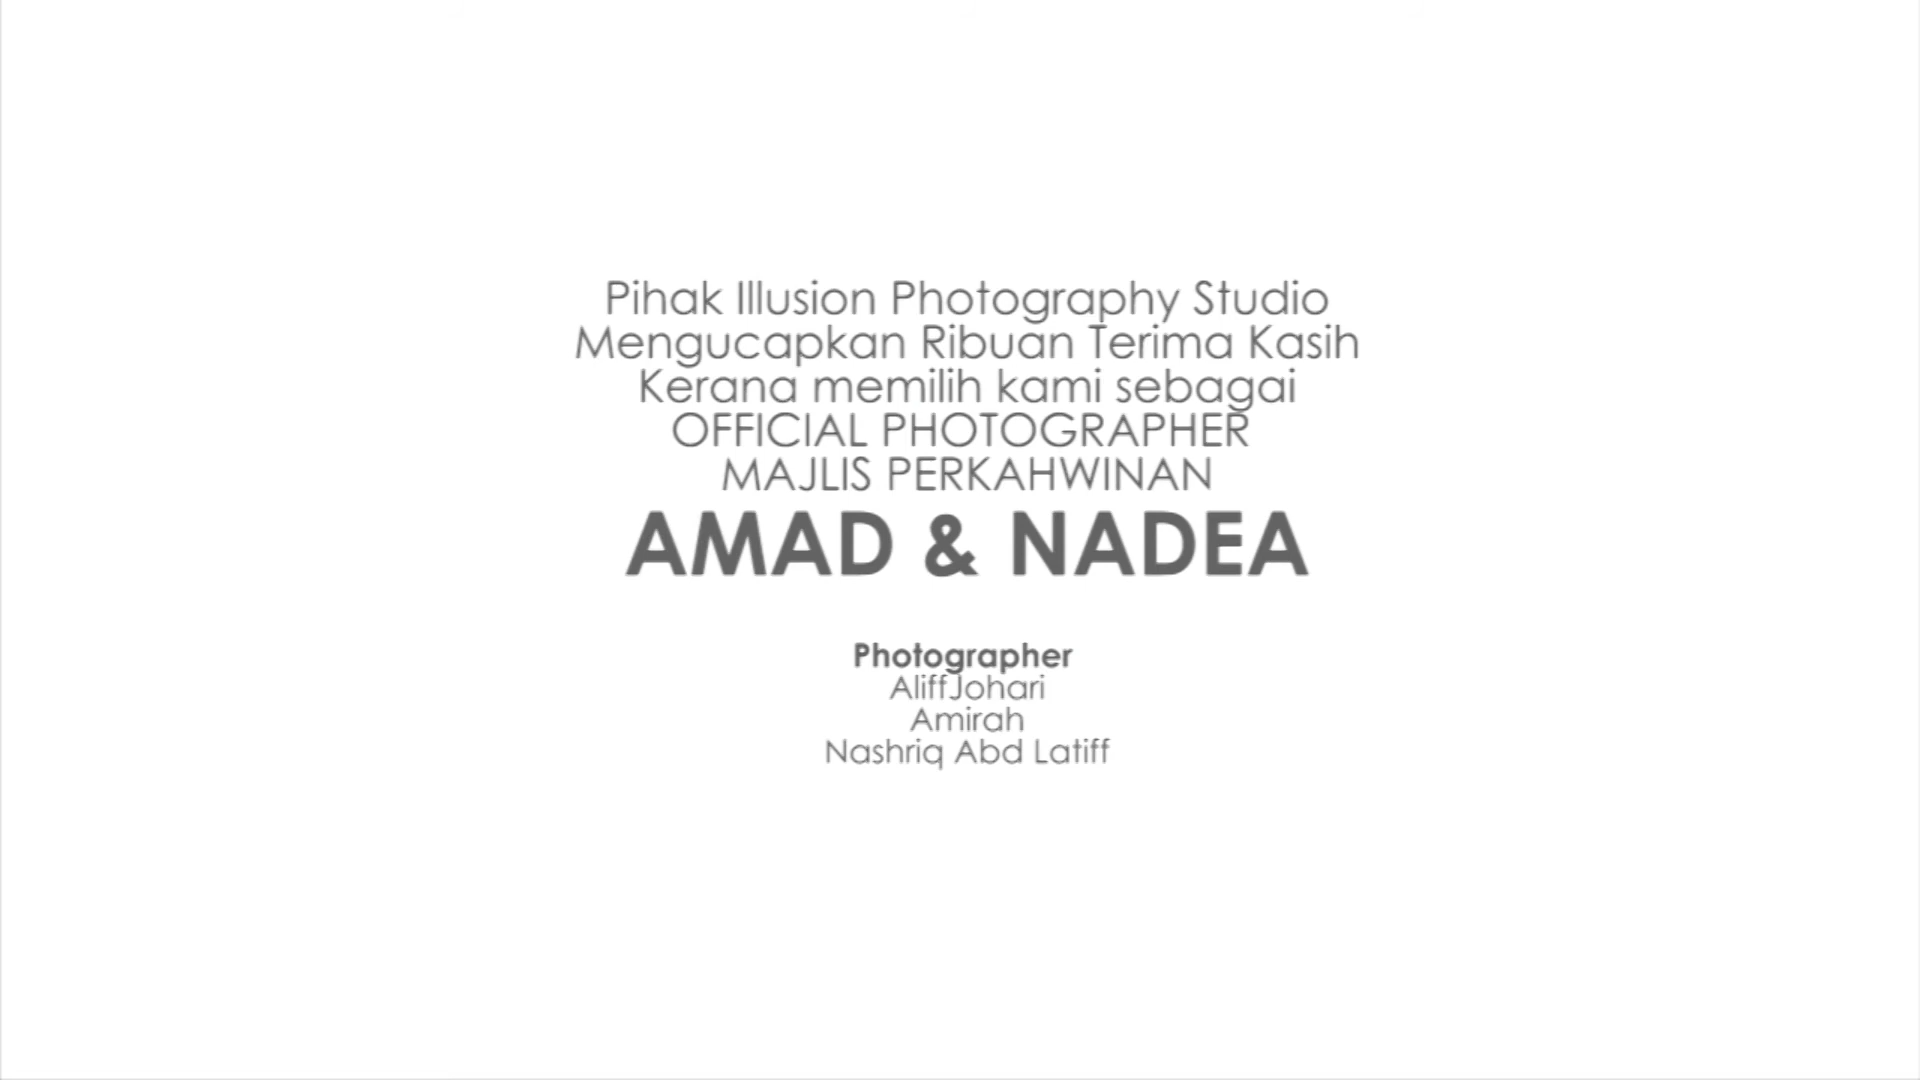 Pihak Illusion Photography Studio
Mengucapkan Ribuan Terima Kasih
Kerana memilih kami sebagai
OFFICIAL PHOTOGRAPHER
MAJLIS PERKAHWINAN
AMAD & NADEA
Photographer
AliffJohari
Amirah
Nashriq Abd Latiff